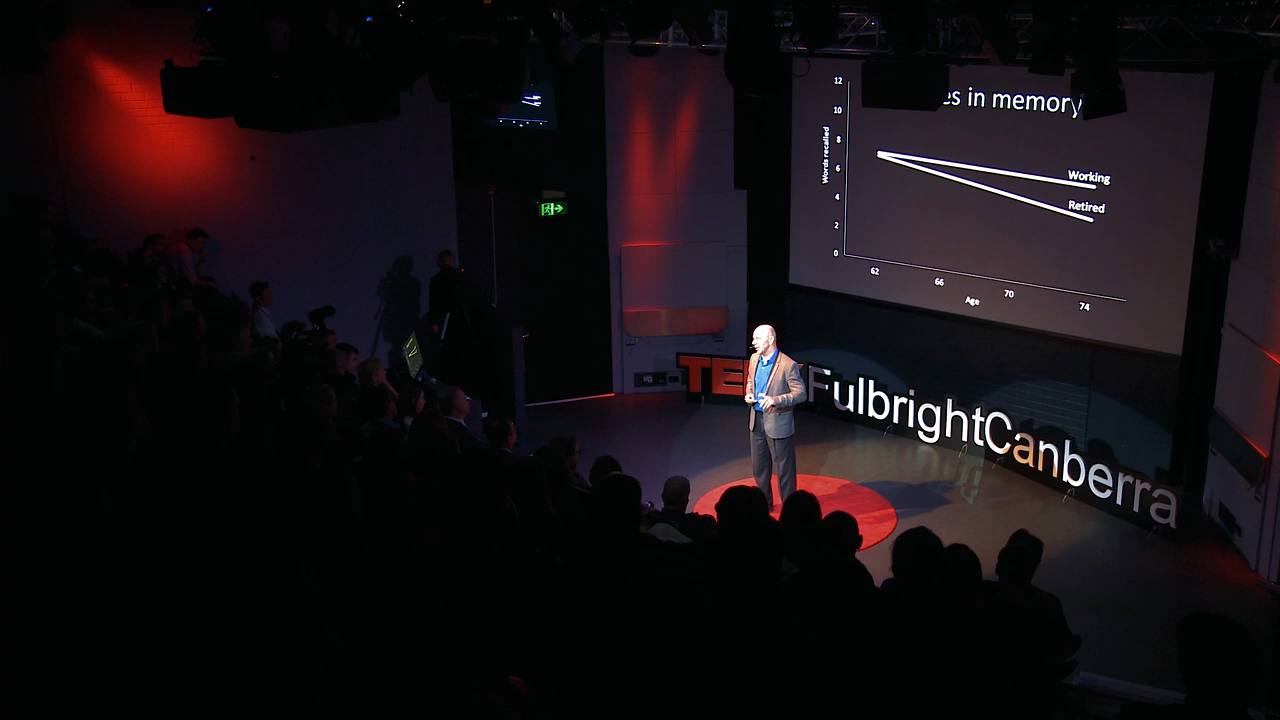 es in memory
12
10
8
6
4
2
0
Words recalled
Working
Retired
62
66
70
74
Age
FulbrightCanberra